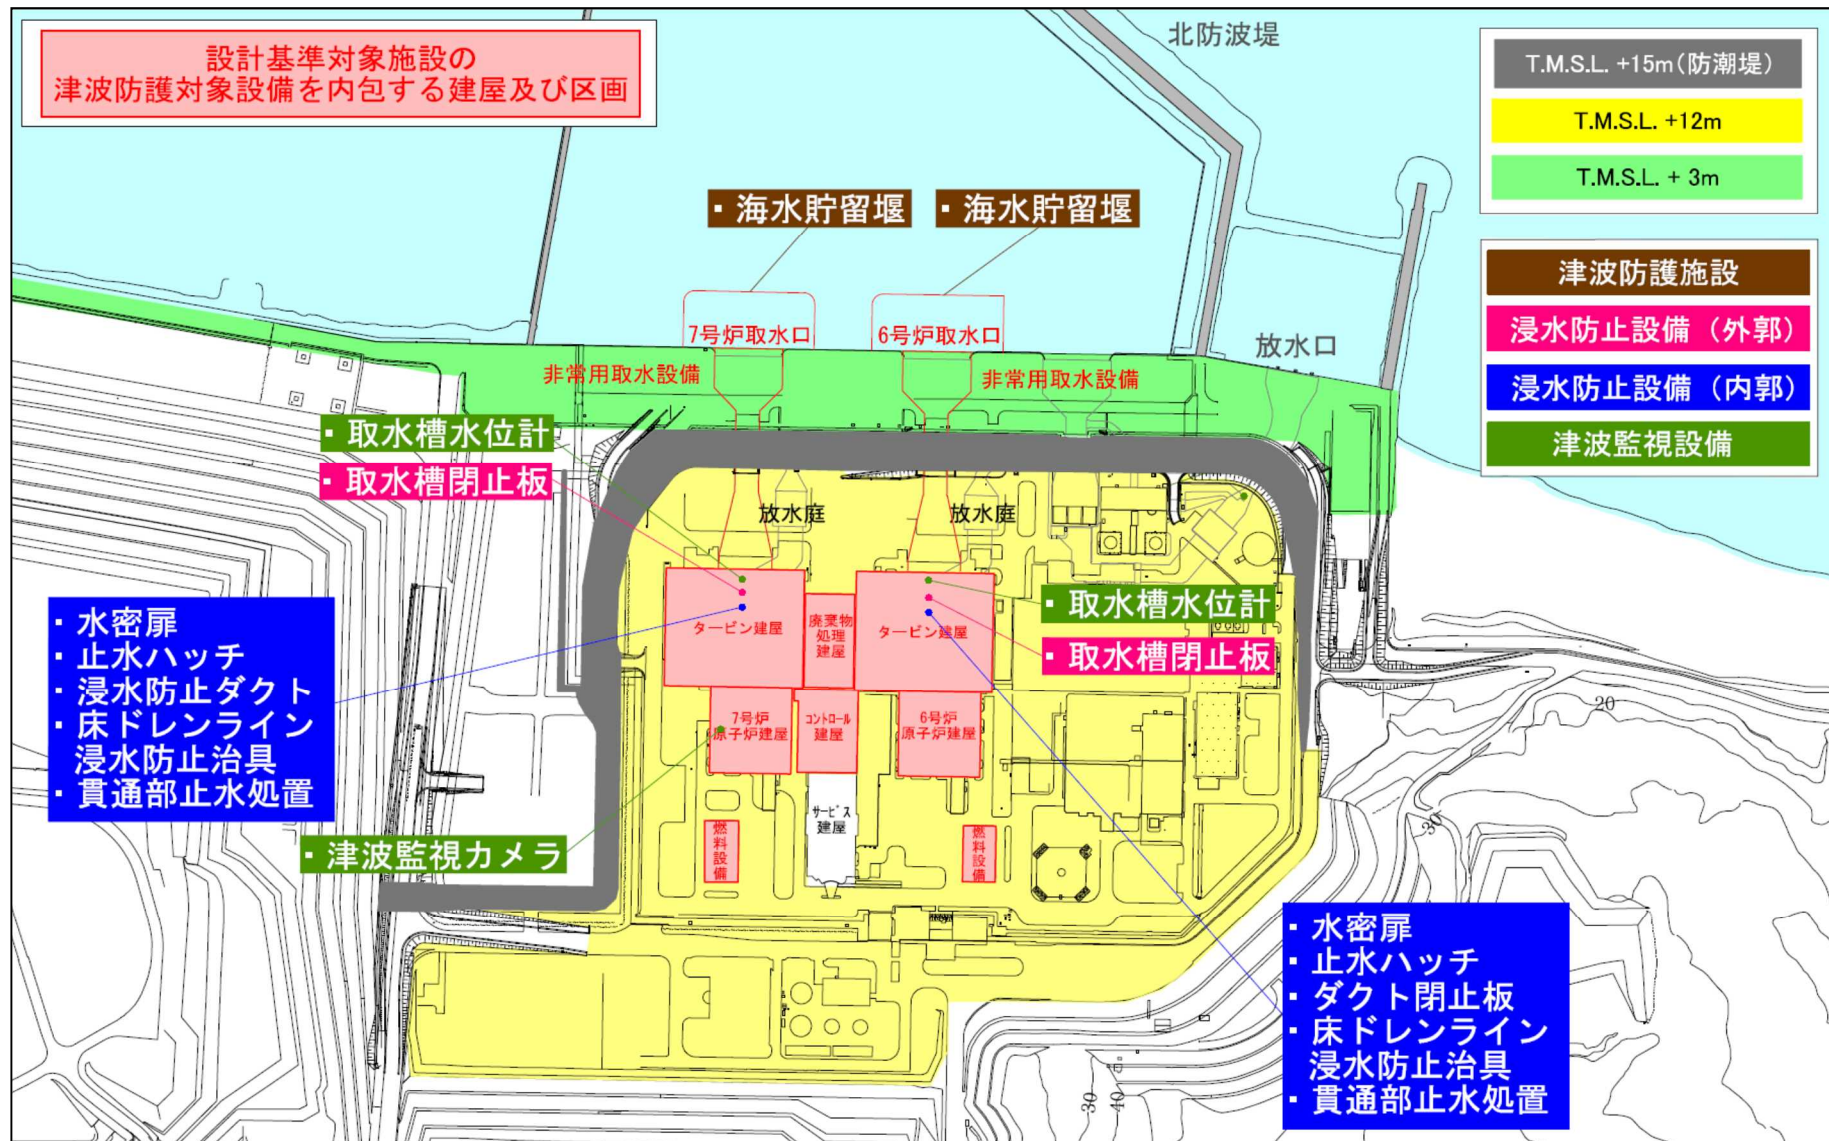 設計基準対象施設の
津波防護対象設備を内包する建屋及び区画
北防波堤
T.M.S.L. +15m(防潮堤)
T.M.S.L. +12m
T.M.S.L. + 3m
津波防護施設
浸水防止設備（外郭）
浸水防止設備（内郭）
津波監視設備
・海水貯留堰
・海水貯留堰
7号炉取水口
6号炉取水口
放水口
非常用取水設備
非常用取水設備
・取水槽水位計
・取水槽閉止板
放水庭
放水庭
・取水槽水位計
・取水槽閉止板
タービン建屋
廃棄物
処理
建屋
タービン建屋
・水密扉
・止水ハッチ
・浸水防止ダクト
・床ドレンライン
浸水防止治具
・貫通部止水処置
7号炉
原子炉建屋
コントロール
建屋
6号炉
原子炉建屋
サービス
建屋
燃料設備
燃料設備
・津波監視カメラ
・水密扉
・止水ハッチ
・ダクト閉止板
・床ドレンライン
浸水防止治具
・貫通部止水処置
20
30
30
40